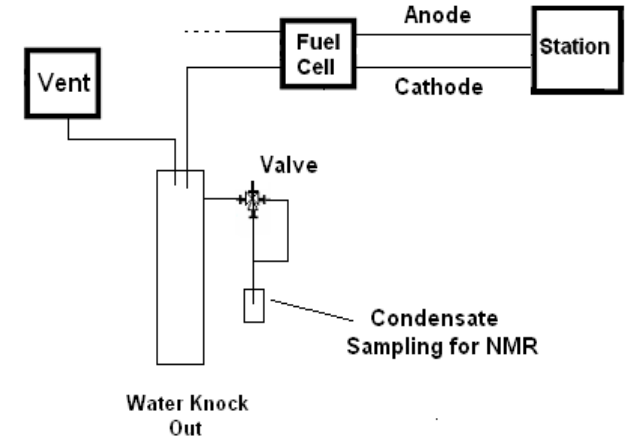 Anode
Fuel
Cell
Station
Vent
Cathode
Valve
Condensate
Sampling for NMR
Water Knock
Out